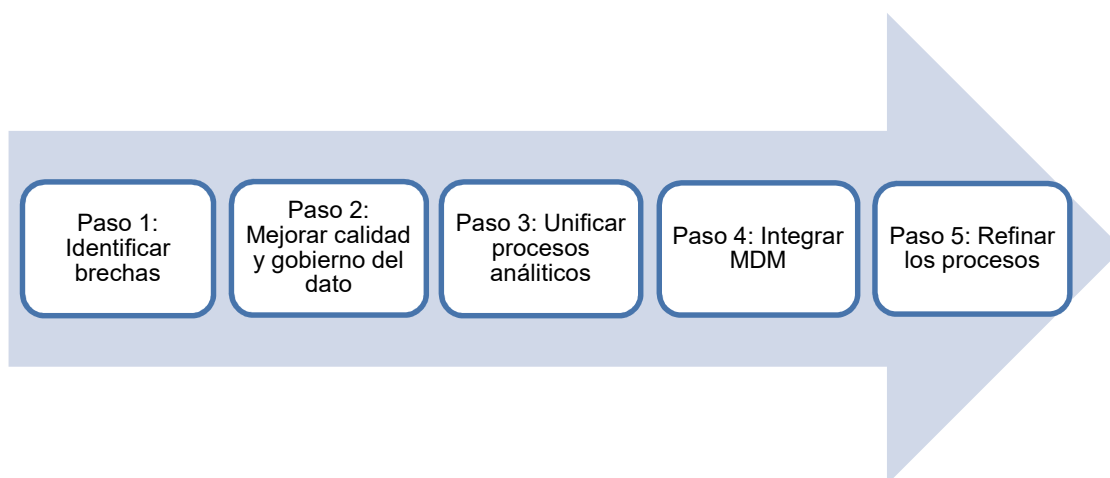 Paso 1:
Identificar
brechas
Paso 2:
Mejorar calidad
y gobierno del
dato
Paso 3: Unificar
procesos
análiticos
Paso 4: Integrar
MDM
Paso 5: Refinar
los procesos